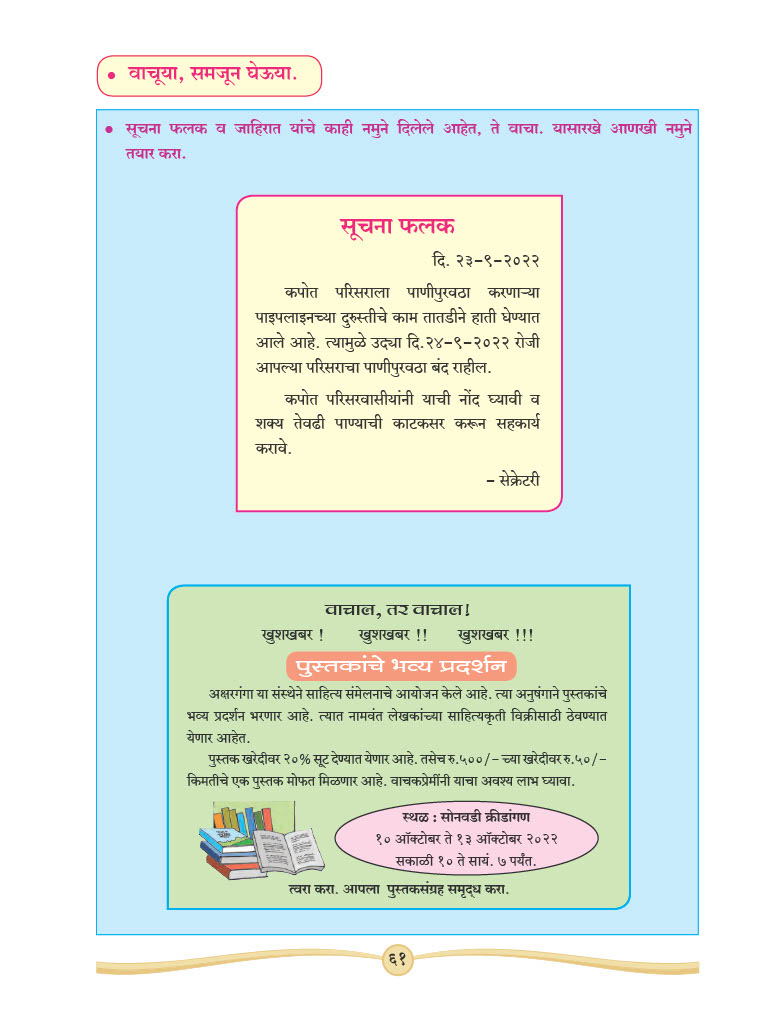 • वाचूया, समजून घेऊया.
• सूचना फलक व जाहिरात यांचे काही नमुने दिलेले आहेत, ते वाचा. यासारखे आणखी नमुने
तयार करा.
सूचना फलक
दि. २३-९-२०२२
कपोत परिसराला पाणीपुरवठा करणाऱ्या
पाइपलाइनच्या दुरुस्तीचे काम तातडीने हाती घेण्यात
आले आहे. त्यामुळे उद्या दि.२४-९-२०२२ रोजी
आपल्या परिसराचा पाणीपुरवठा बंद राहील.
कपोत परिसरवासीयांनी याची नोंद घ्यावी व
शक्य तेवढी पाण्याची काटकसर करून सहकार्य
करावे.
- सेक्रेटरी
वाचाल, तर वाचाल!
खुशखबर ! खुशखबर !! खुशखबर !!!
पुस्तकांचे भव्य प्रदर्शन
अक्षरगंगा या संस्थेने साहित्य संमेलनाचे आयोजन केले आहे. त्या अनुषंगाने पुस्तकांचे
भव्य प्रदर्शन भरणार आहे. त्यात नामवंत लेखकांच्या साहित्यकृती विक्रीसाठी ठेवण्यात
येणार आहेत.
पुस्तक खरेदीवर २०% सूट देण्यात येणार आहे. तसेच रु.५००/- च्या खरेदीवर रु.५०/-
किमतीचे एक पुस्तक मोफत मिळणार आहे. वाचकप्रेमींनी याचा अवश्य लाभ घ्यावा.
स्थळ : सोनवडी क्रीडांगण
१० ऑक्टोबर ते १३ ऑक्टोबर २०२२
सकाळी १० ते सायं. ७ पर्यंत.
त्वरा करा. आपला पुस्तकसंग्रह समृद्ध करा.
६१